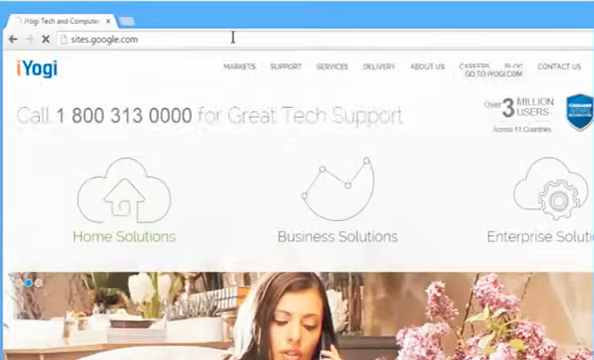 iYogi Tech and Computer
sites.google.com
iYogi
MARKETS SUPPORT SERVICES DELIVERY ABOUT US CAREERS BLOG CONTACT US
GO TO IYOGI.COM
Call 1 800 313 0000 for Great Tech Support
Over 3 MILLION USERS
Across 11 Countries
Home Solutions
Business Solutions
Enterprise Soluti